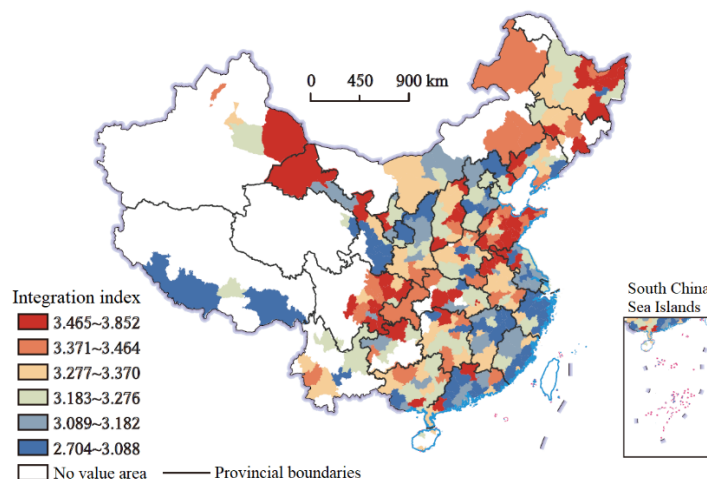 0 450 900 km
Integration index
3.465~3.852
3.371~3.464
3.277~3.370
3.183~3.276
3.089~3.182
2.704~3.088
No value area
Provincial boundaries
South China
Sea Islands